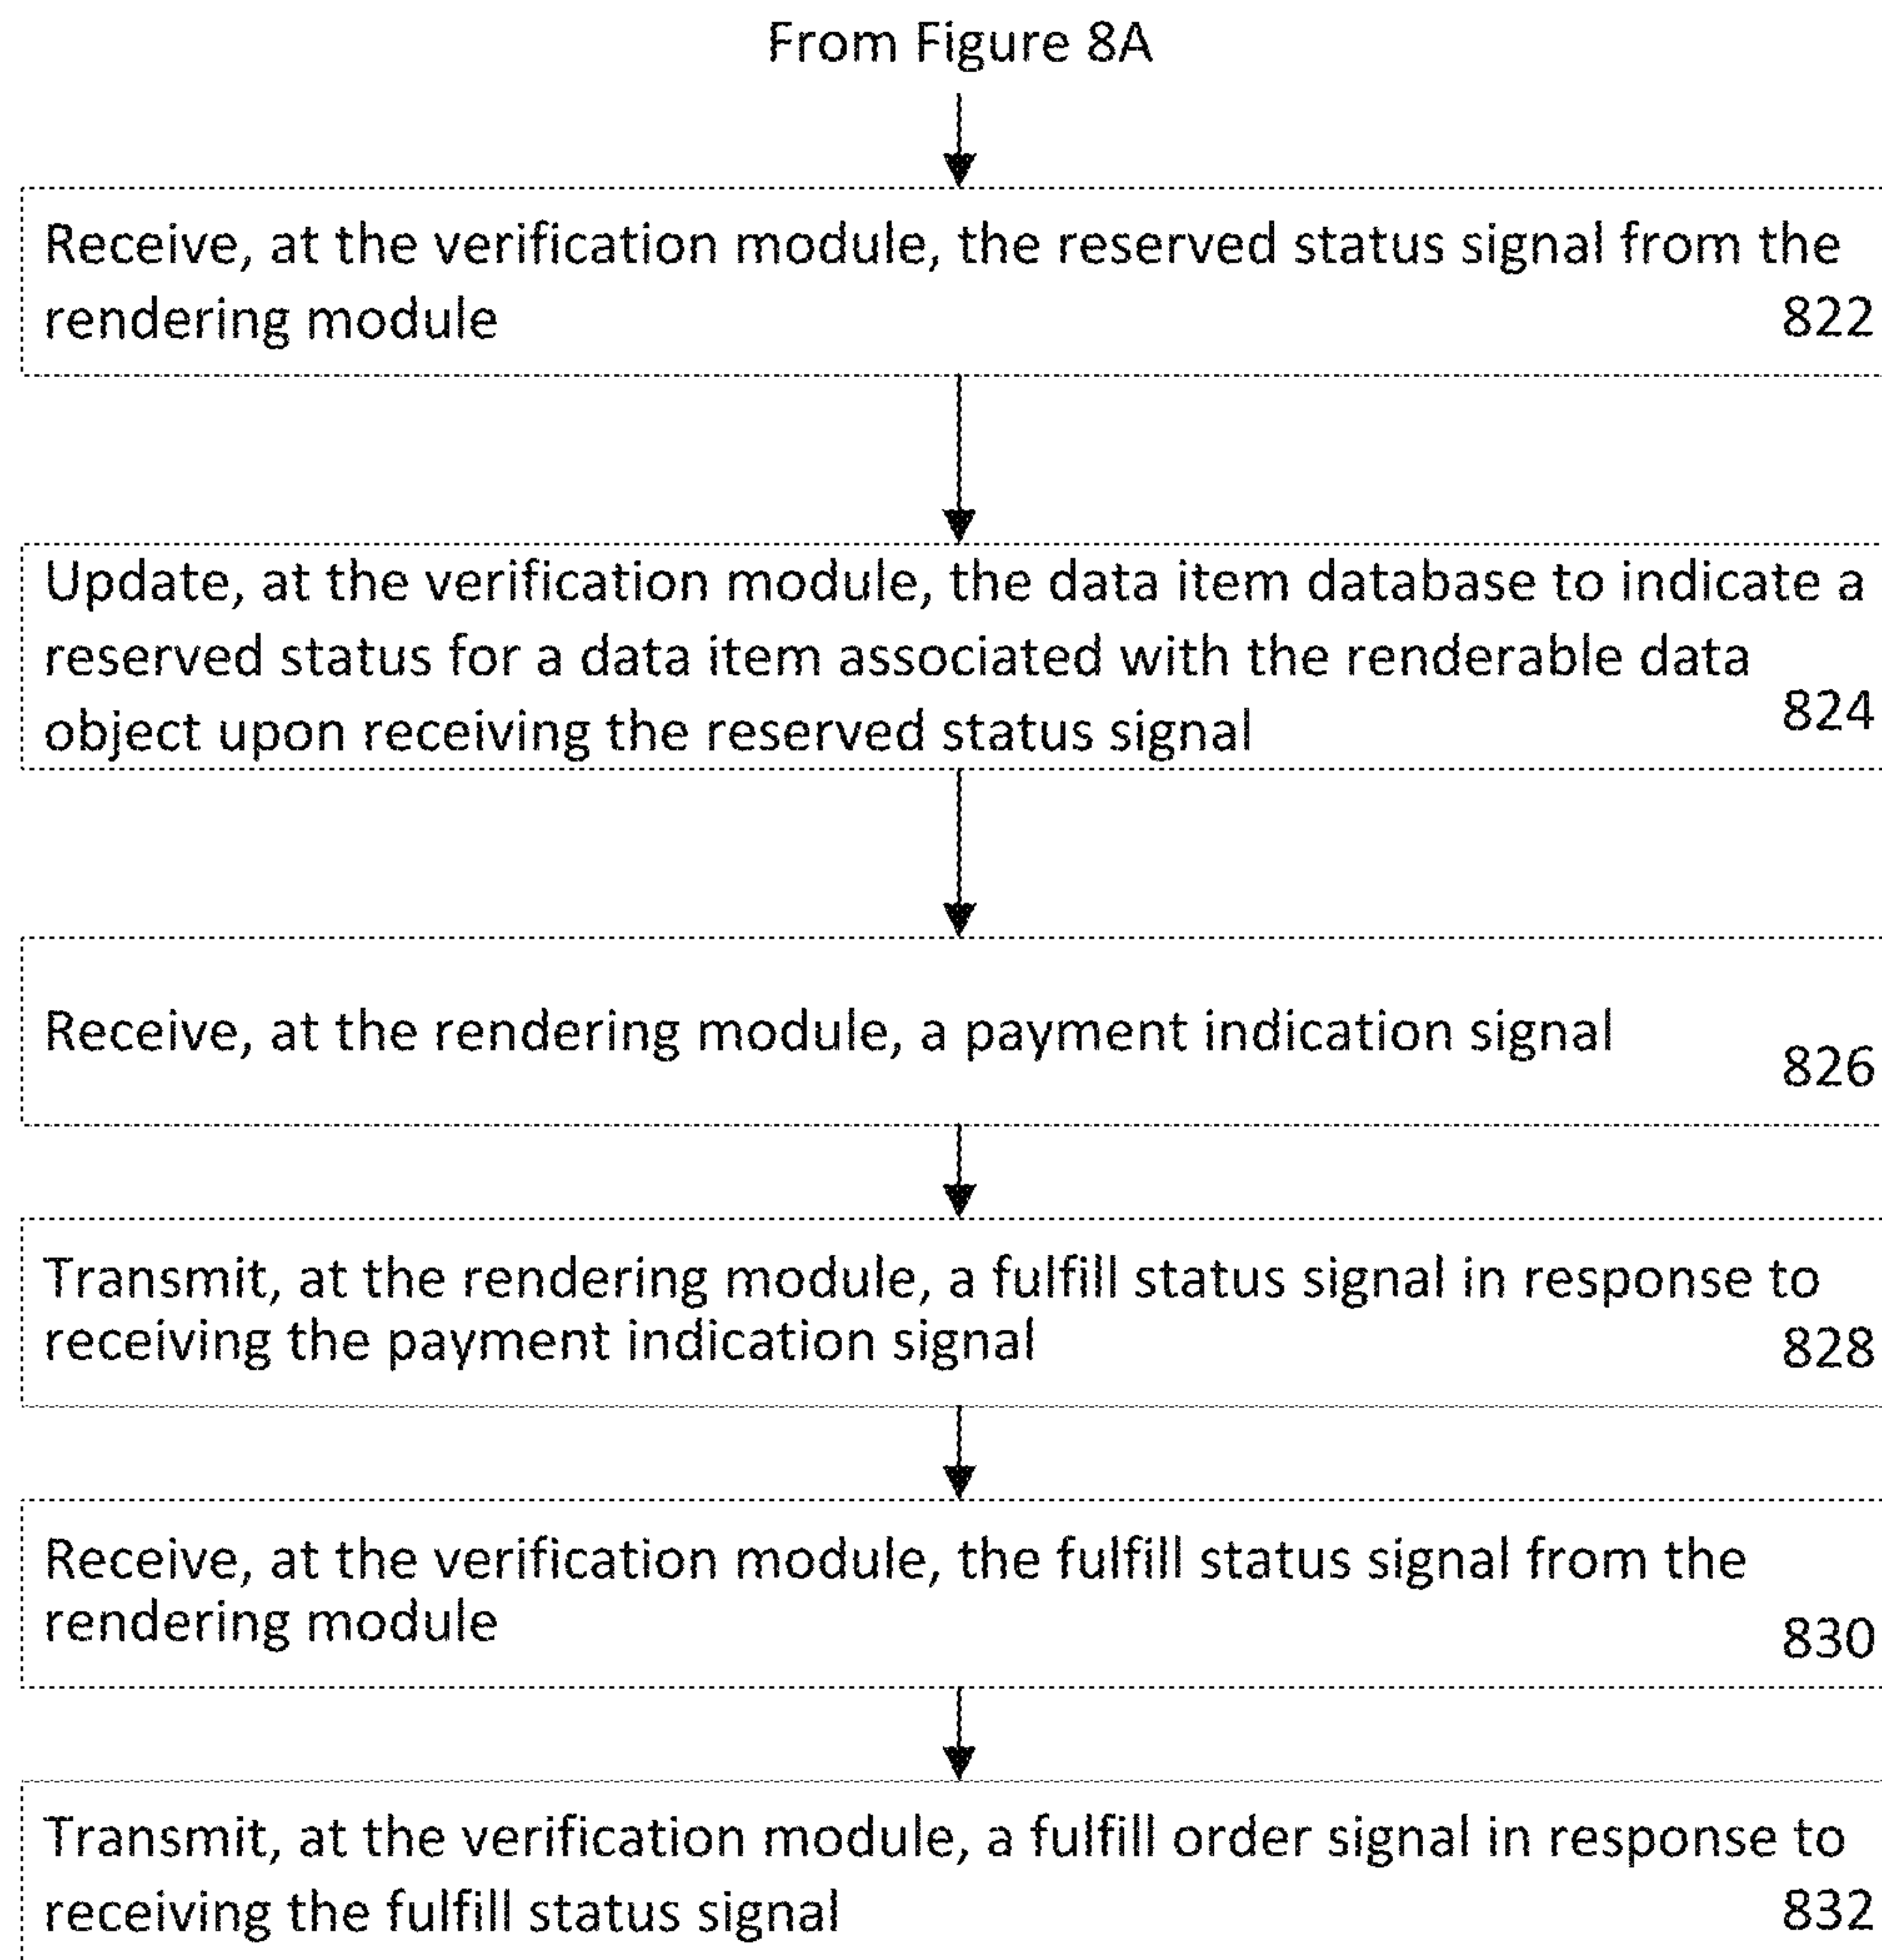 From Figure 8A
Receive, at the verification module, the reserved status signal from the
rendering module
822
Update, at the verification module, the data item database to indicate a
reserved status for a data item associated with the renderable data
object upon receiving the reserved status signal
824
Receive, at the rendering module, a payment indication signal
826
Transmit, at the rendering module, a fulfill status signal in response to
receiving the payment indication signal
828
Receive, at the verification module, the fulfill status signal from the
rendering module
830
Transmit, at the verification module, a fulfill order signal in response to
receiving the fulfill status signal
832